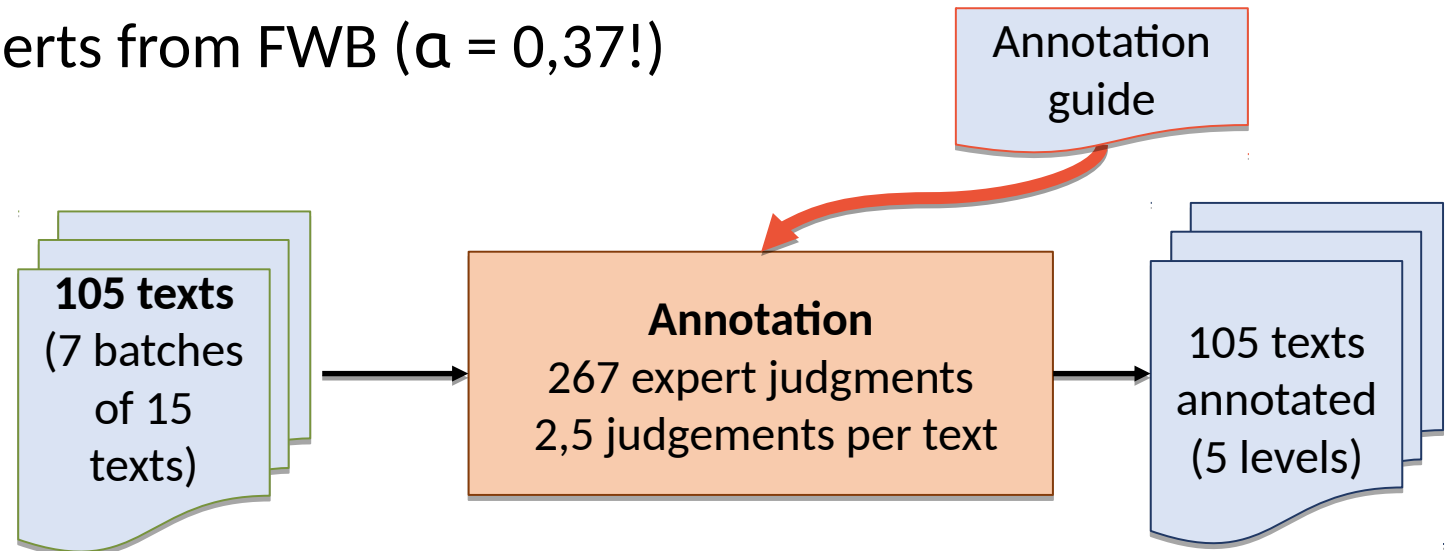 erts from FWB (α = 0,37!)
Annotation
guide
105 texts
(7 batches
of 15
texts)
Annotation
267 expert judgments
2,5 judgements per text
105 texts
annotated
(5 levels)